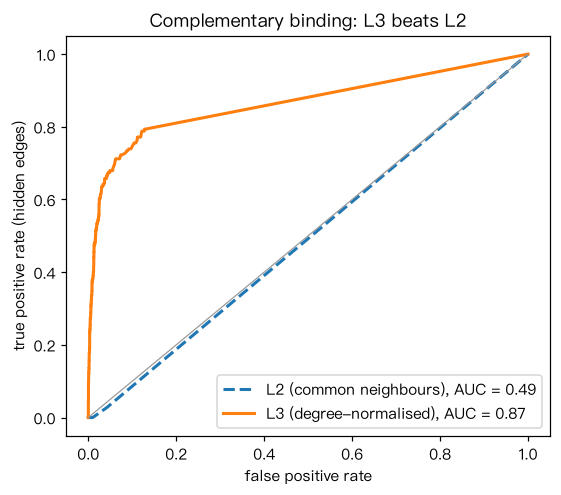 Complementary binding: L3 beats L2
true positive rate (hidden edges)
1.0
0.8
0.6
0.4
0.2
0.0
L2 (common neighbours), AUC = 0.49
L3 (degree–normalised), AUC = 0.87
0.0 0.2 0.4 0.6 0.8 1.0
false positive rate